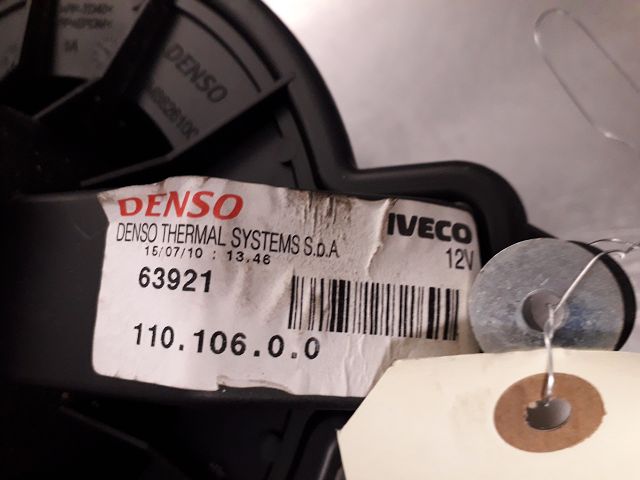 DENSO
DENSO
DENSO THERMAL SYSTEMS S.p.A
15/07/10 : 13.46
63921
110.106.0.0
IVECO
12V